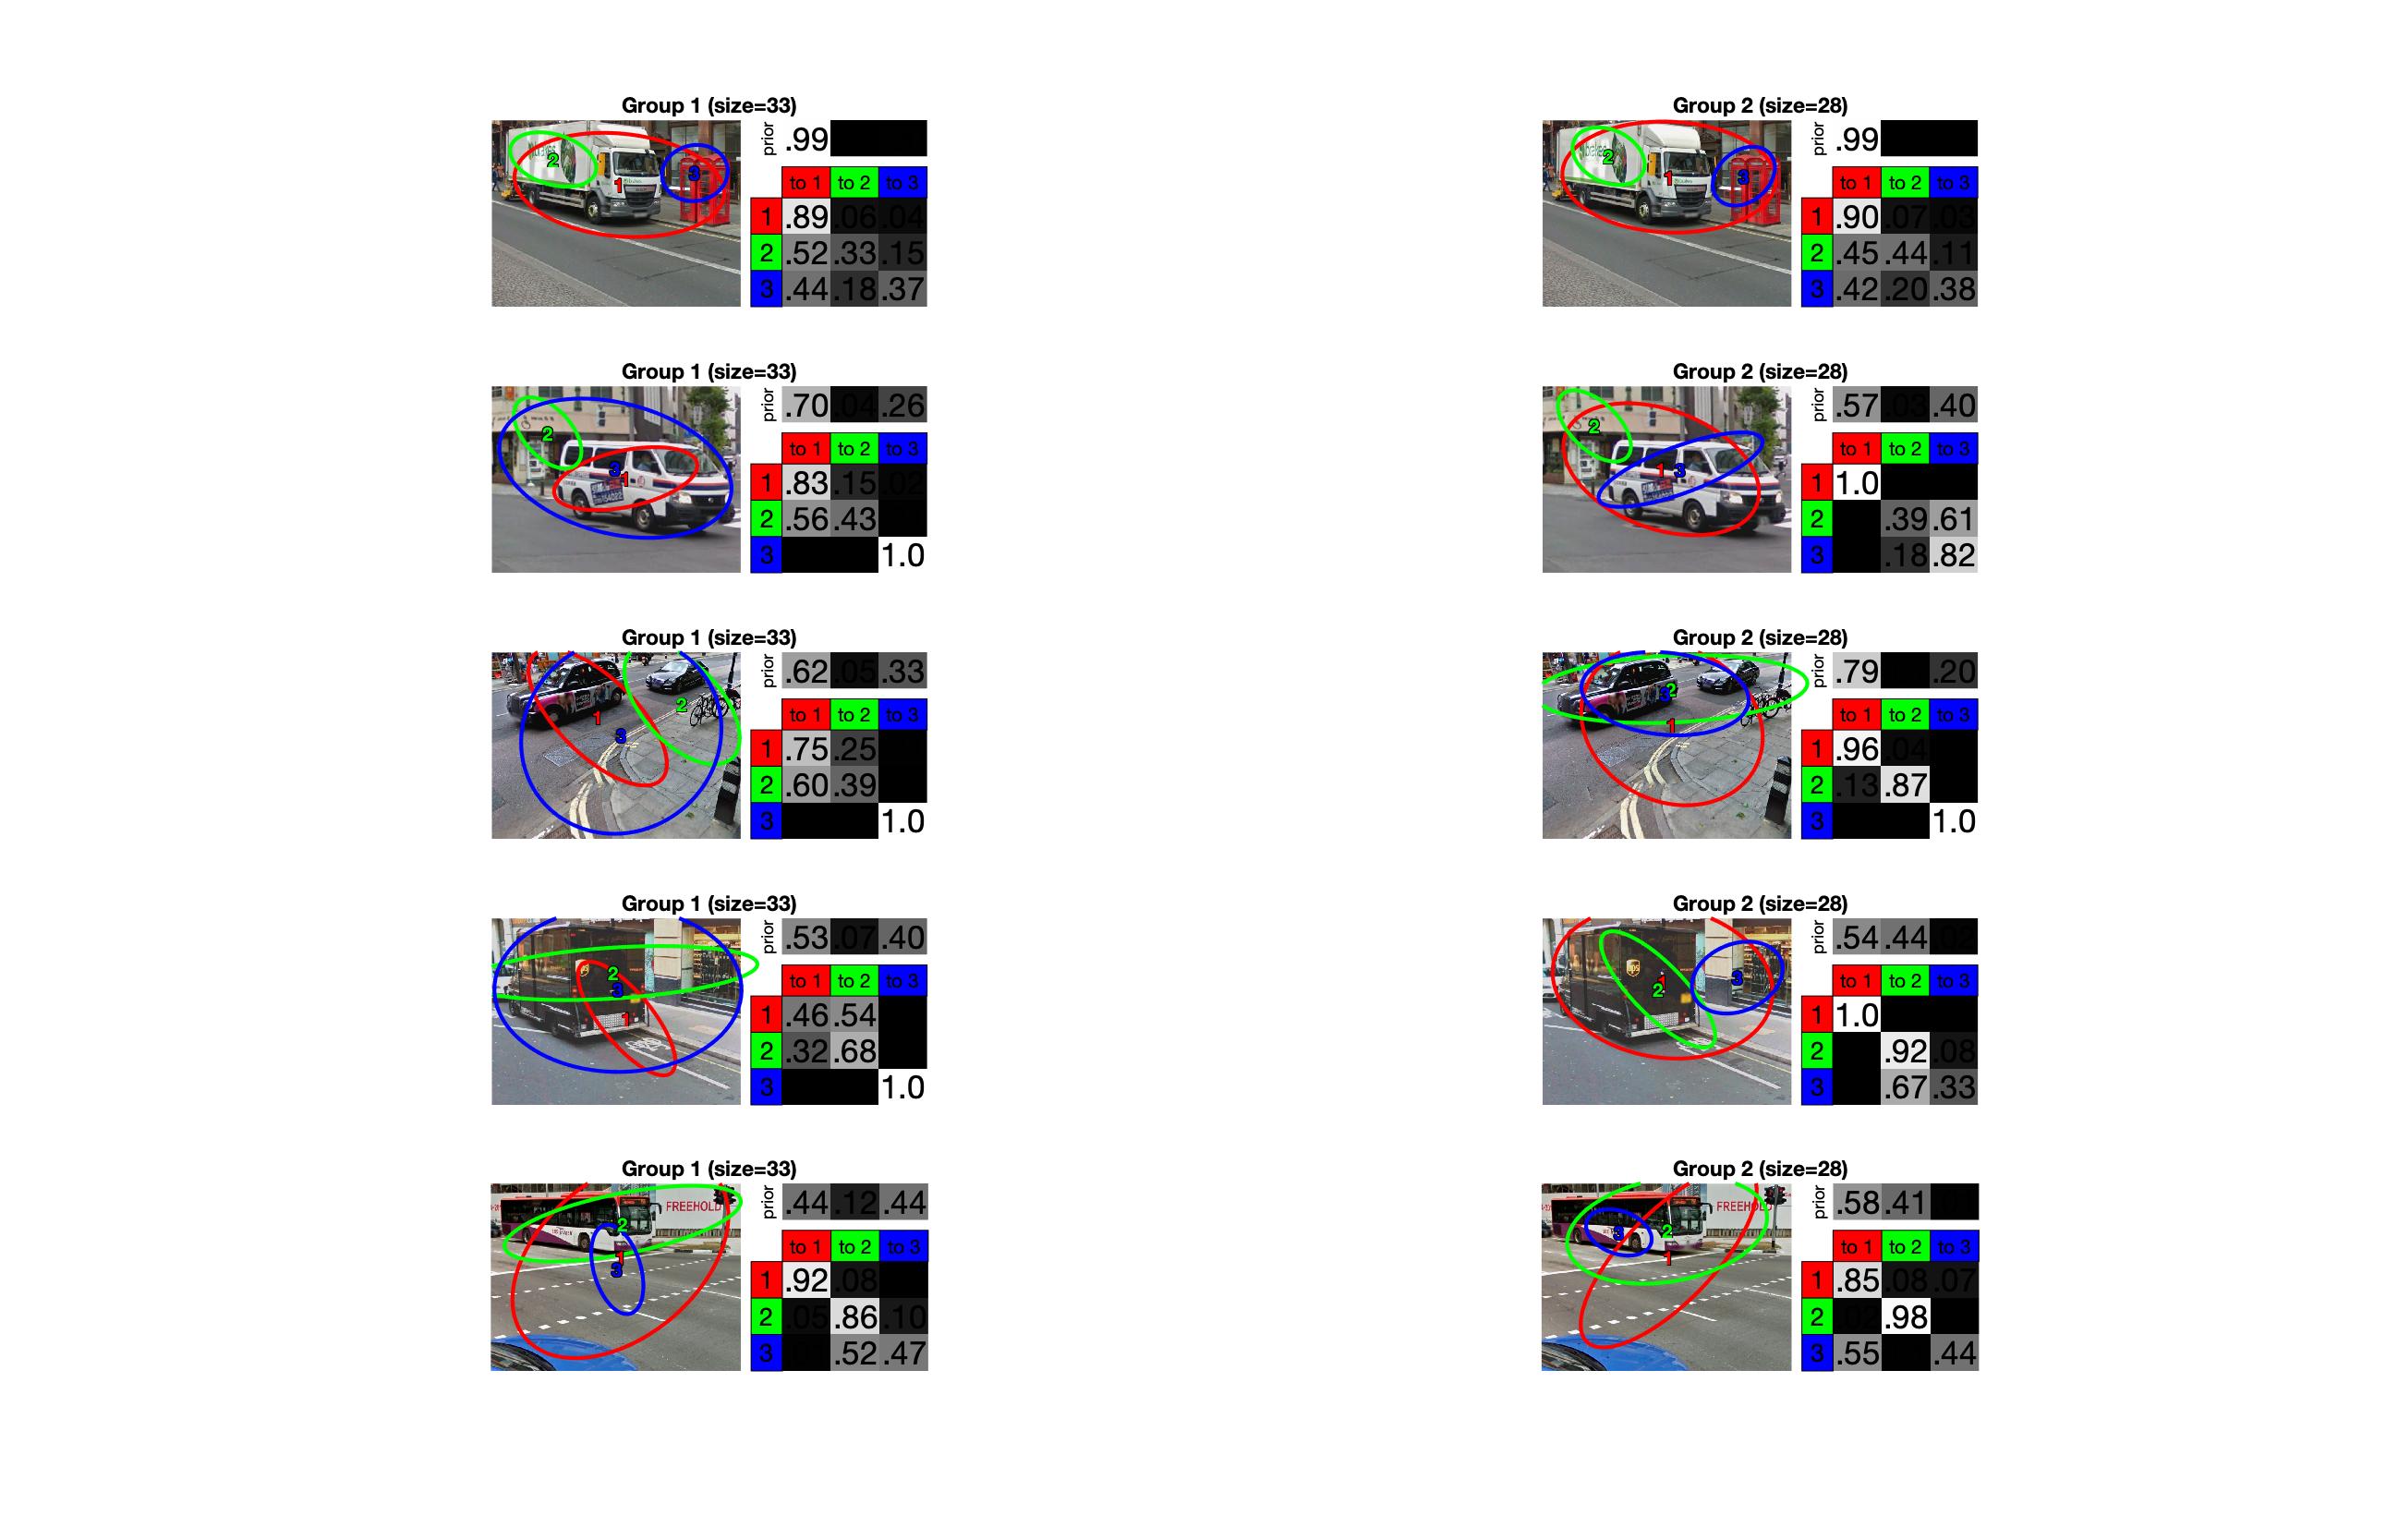 Group 1 (size=33)
prior .99
to 1 to 2 to 3
1 .89 .06 .04
2 .52 .33 .15
3 .44 .18 .37
Group 2 (size=28)
prior .99
to 1 to 2 to 3
1 .90 .07 .03
2 .45 .44 .11
3 .42 .20 .38
Group 1 (size=33)
prior .70 .04 .26
to 1 to 2 to 3
1 .83 .15 .02
2 .56 .43
3 1.0
Group 2 (size=28)
prior .57 .03 .40
to 1 to 2 to 3
1 1.0
2 .39 .61
3 .18 .82
Group 1 (size=33)
prior .62 .05 .33
to 1 to 2 to 3
1 .75 .25
2 .60 .39
3 1.0
Group 2 (size=28)
prior .79 .20
to 1 to 2 to 3
1 .96 .04
2 .13 .87
3 1.0
Group 1 (size=33)
prior .53 .07 .40
to 1 to 2 to 3
1 .46 .54
2 .32 .68
3 1.0
Group 2 (size=28)
prior .54 .44 .02
to 1 to 2 to 3
1 1.0
2 .92 .08
3 .67 .33
ups
Group 1 (size=33)
prior .44 .12 .44
to 1 to 2 to 3
1 .92 .08
2 .05 .86 .10
3 .52 .47
FREEHOLD
Group 2 (size=28)
prior .58 .41
to 1 to 2 to 3
1 .85 .08 .07
2 .02 .98
3 .55 .44
FREEHOLD